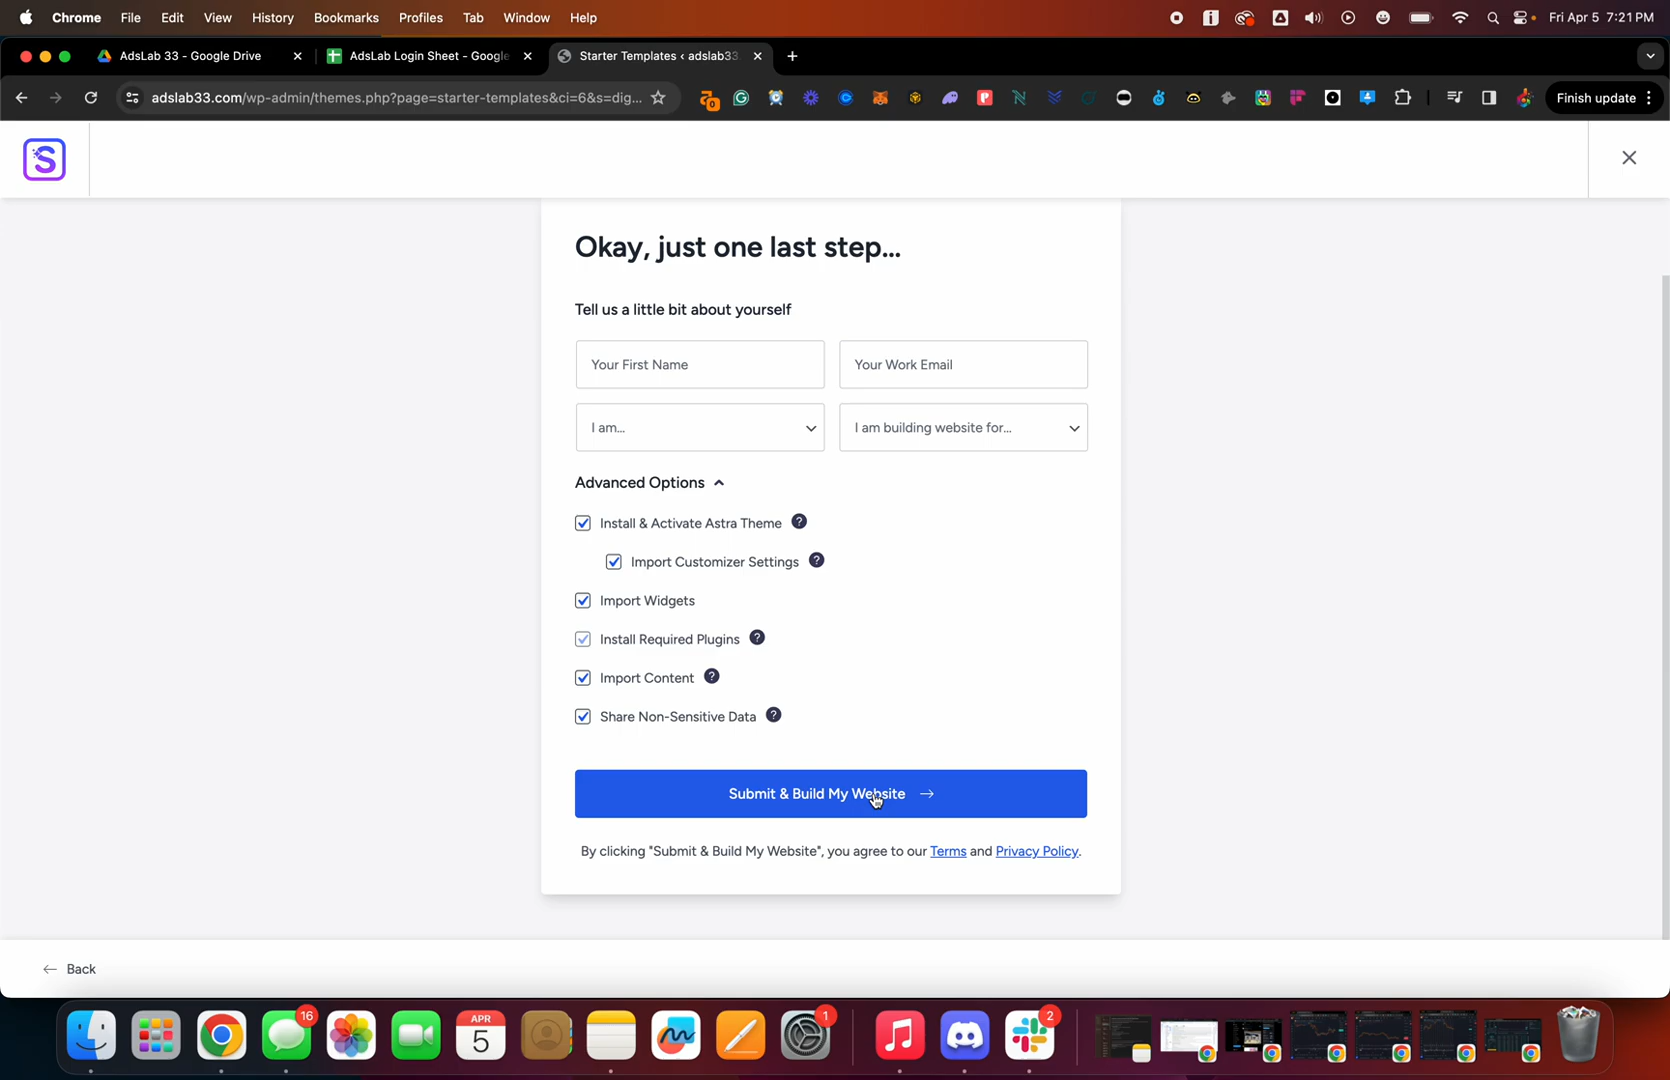 Chrome File Edit View History Bookmarks Profiles Tab Window Help Fri Apr 5 7:21 PM
AdsLab 33 - Google Drive AdsLab Login Sheet - Google Starter Templates ‹ adslab33
adslab33.com/wp-admin/themes.php?page=starter-templates&ci=6&s=dig... Finish update
Okay, just one last step...
Tell us a little bit about yourself
Your First Name Your Work Email
I am... I am building website for...
Advanced Options
Install & Activate Astra Theme ?
Import Customizer Settings ?
Import Widgets
Install Required Plugins ?
Import Content ?
Share Non-Sensitive Data ?
Submit & Build My Website →
By clicking "Submit & Build My Website", you agree to our Terms and Privacy Policy.
← Back
16 APR 5 1 2